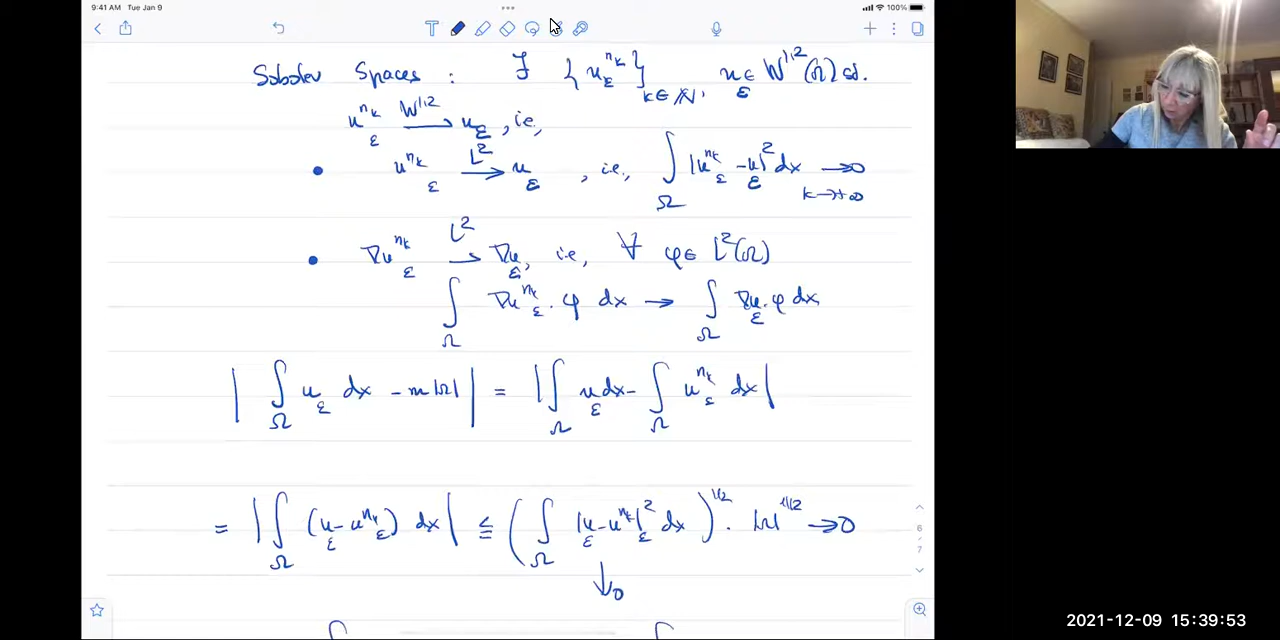 9:41 AM Tue Jan 9
100%
Sobolev Spaces : ∃ {u_ε^{n_k}}_{k∈ℕ}, u_ε ∈ W^{1,2}(Ω) s.t.
u_ε^{n_k} ⇀^{W^{1,2}} u_ε, i.e,
• u_ε^{n_k} →^{L^2} u_ε, i.e., ∫_Ω |u_ε^{n_k} - u_ε|^2 dx → 0
k→+∞
• ∇u_ε^{n_k} ⇀^{L^2} ∇u_ε, i.e, ∀ φ∈ L^2(Ω)
∫_Ω ∇u_ε^{n_k} · φ dx → ∫_Ω ∇u_ε · φ dx
| ∫_Ω u_ε dx - m|Ω| | = | ∫_Ω u_ε dx - ∫_Ω u_ε^{n_k} dx |
= | ∫_Ω (u_ε - u_ε^{n_k}) dx | ≤ ( ∫_Ω |u_ε - u_ε^{n_k}|^2 dx )^{1/2} · |Ω|^{1/2} → 0
↓0
6
7
2021-12-09 15:39:53